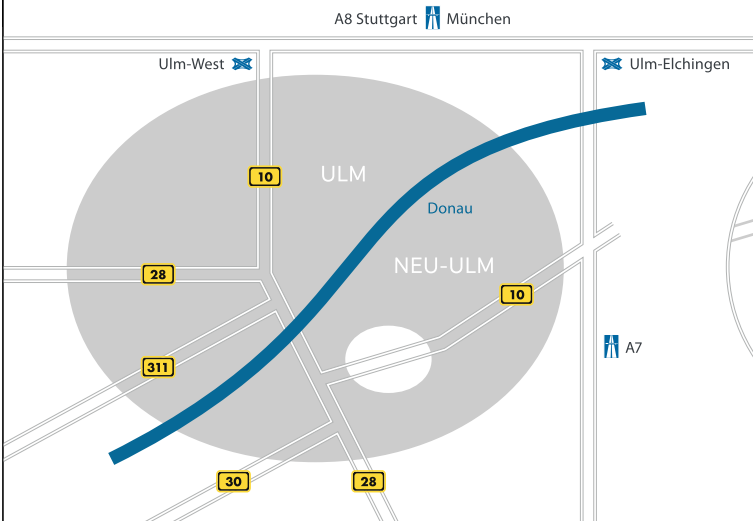 A8 Stuttgart München
Ulm-West
Ulm-Elchingen
10
ULM
Donau
NEU-ULM
28
10
A7
311
30
28